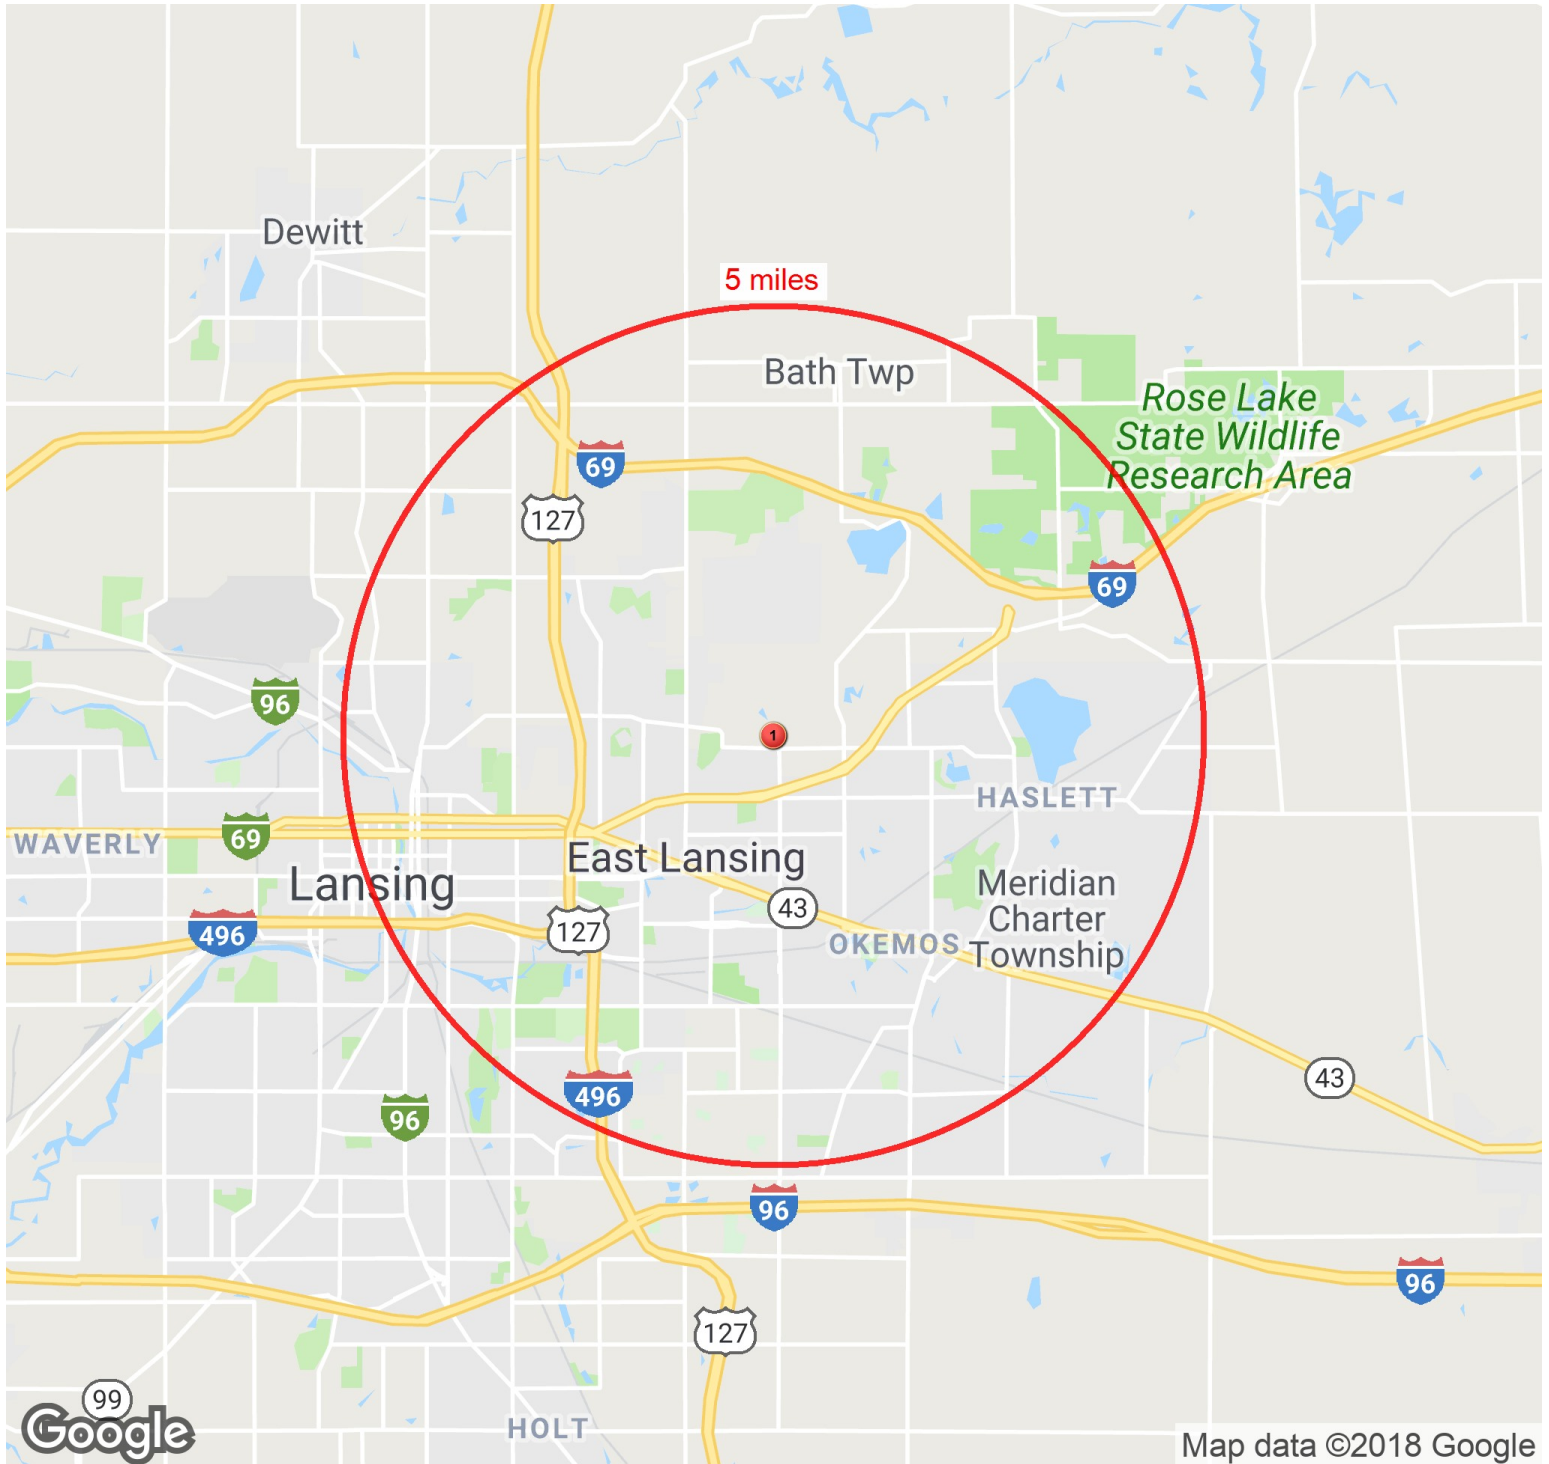 Dewitt
5 miles
Bath Twp
Rose Lake
State Wildlife
Research Area
69
127
69
96
1
HASLETT
69
WAVERLY
East Lansing
Lansing
Meridian
Charter
Township
43
496
127
OKEMOS
43
496
96
96
96
127
99
Google
HOLT
Map data ©2018 Google